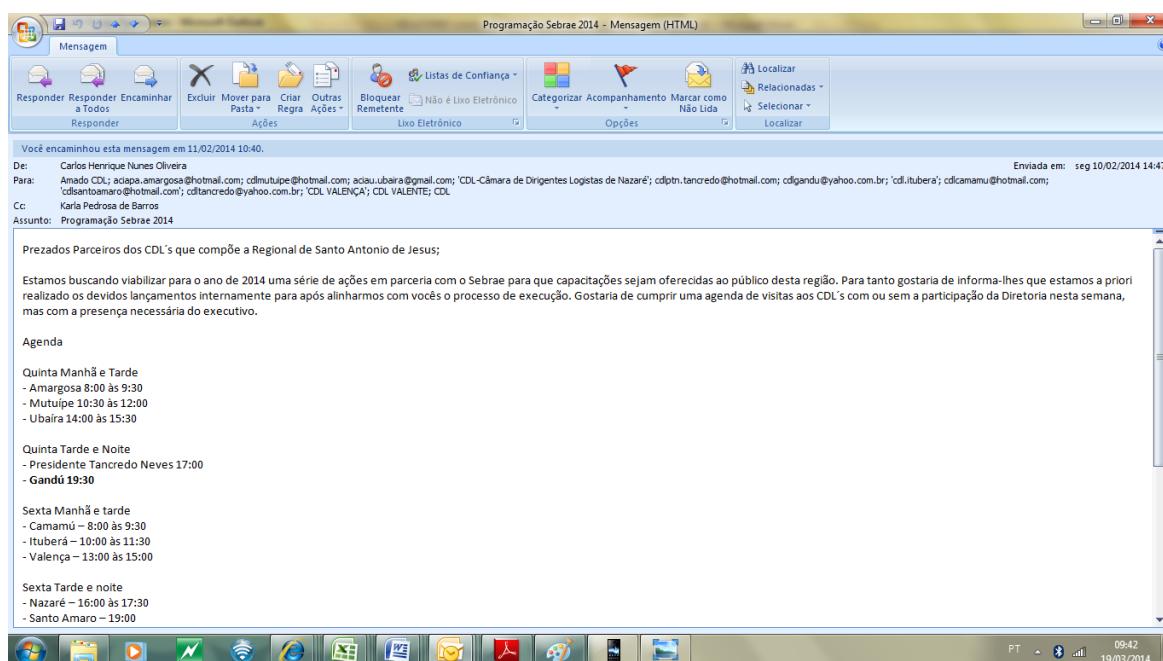 Programação Sebrae 2014 - Mensagem (HTML)
Mensagem
Responder Responder a Todos Encaminhar
Responder
Excluir Mover para Pasta Criar Regra Outras Ações
Ações
Bloquear Remetente Listas de Confiança Não é Lixo Eletrônico
Lixo Eletrônico
Categorizar Acompanhamento Marcar como Não Lida
Opções
Localizar
Relacionadas
Selecionar
Localizar
Você encaminhou esta mensagem em 11/02/2014 10:40.
De: Carlos Henrique Nunes Oliveira Enviada em: seg 10/02/2014 14:47
Para: Amado CDL; aciapa.amargosa@hotmail.com; cdlmutuipe@hotmail.com; aciau.ubaira@gmail.com; 'CDL-Câmara de Dirigentes Logistas de Nazaré'; cdlptn.tancredo@hotmail.com; cdlgandu@yahoo.com.br; 'cdl.itubera'; cdlcamamu@hotmail.com;
'cdlsantoamaro@hotmail.com'; cdltancredo@yahoo.com.br; 'CDL VALENÇA'; CDL VALENTE; CDL
Cc: Karla Pedrosa de Barros
Assunto: Programação Sebrae 2014
Prezados Parceiros dos CDL´s que compõe a Regional de Santo Antonio de Jesus;
Estamos buscando viabilizar para o ano de 2014 uma série de ações em parceria com o Sebrae para que capacitações sejam oferecidas ao público desta região. Para tanto gostaria de informa-lhes que estamos a priori
realizado os devidos lançamentos internamente para após alinharmos com vocês o processo de execução. Gostaria de cumprir uma agenda de visitas aos CDL´s com ou sem a participação da Diretoria nesta semana,
mas com a presença necessária do executivo.
Agenda
Quinta Manhã e Tarde
- Amargosa 8:00 às 9:30
- Mutuípe 10:30 às 12:00
- Ubaíra 14:00 às 15:30
Quinta Tarde e Noite
- Presidente Tancredo Neves 17:00
- Gandú 19:30
Sexta Manhã e tarde
- Camamú – 8:00 às 9:30
- Ituberá – 10:00 às 11:30
- Valença – 13:00 às 15:00
Sexta Tarde e noite
- Nazaré – 16:00 às 17:30
- Santo Amaro – 19:00
PT
09:42
19/03/2014